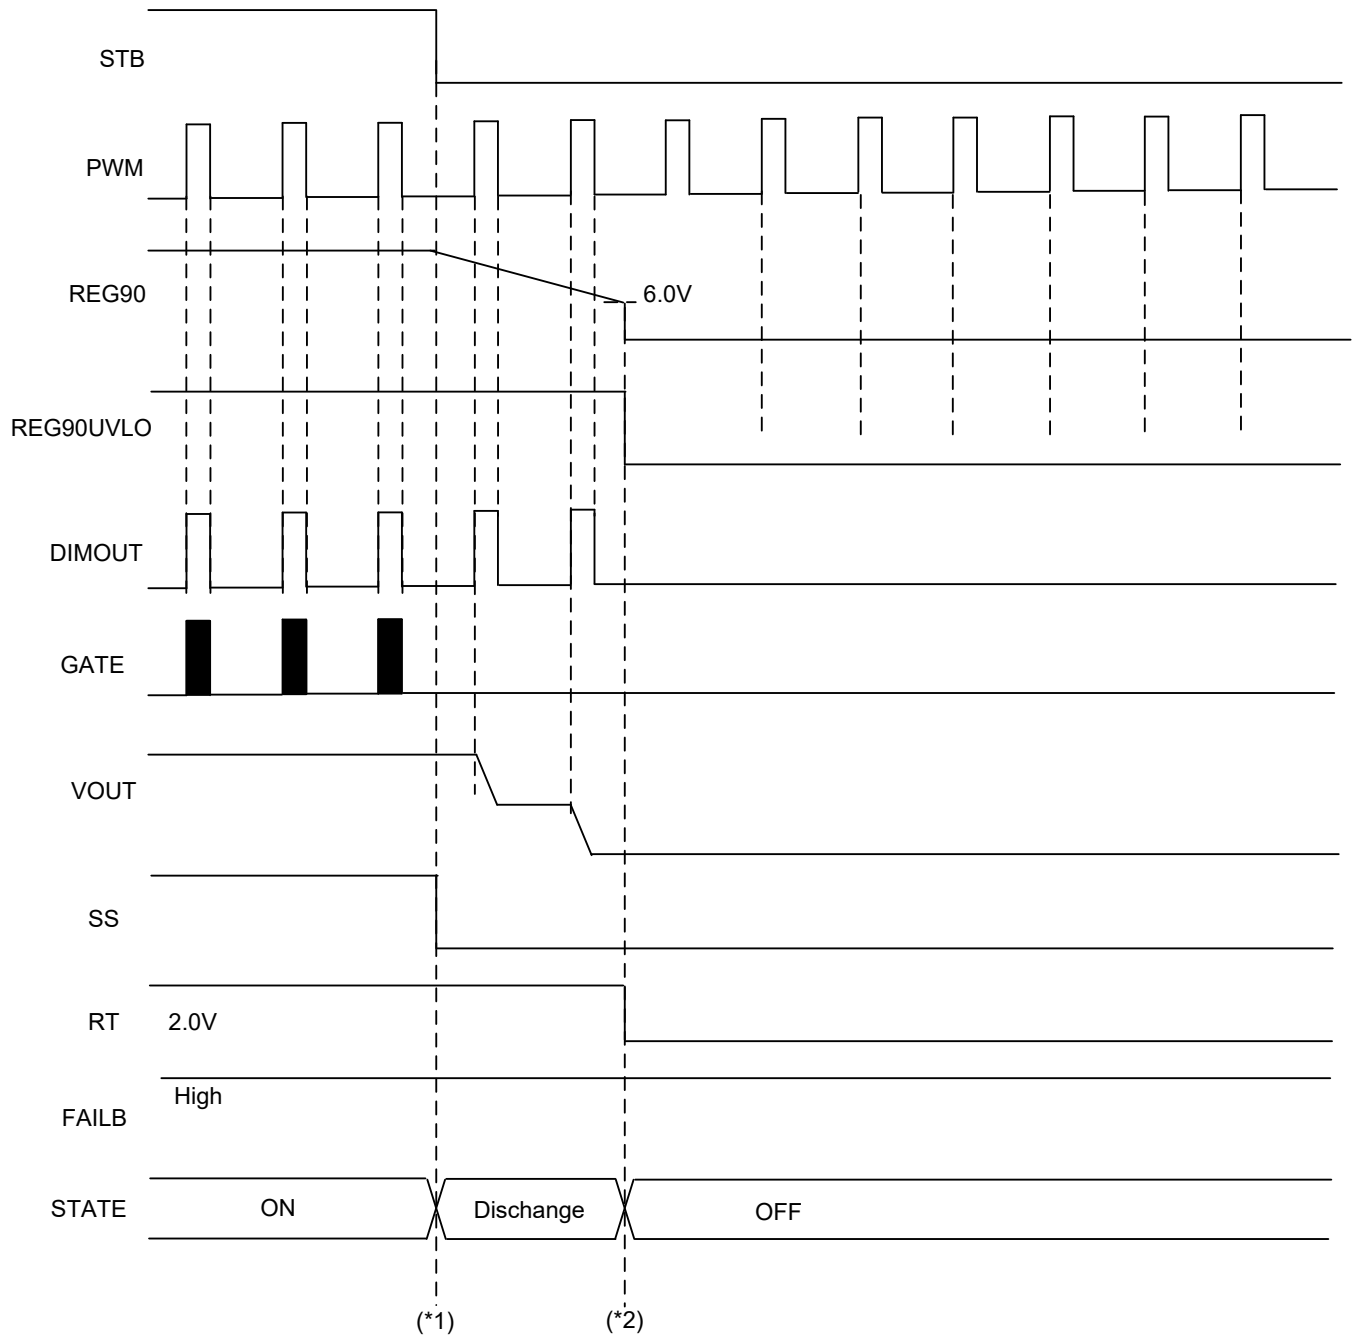 STB
PWM
REG90
6.0V
REG90UVLO
DIMOUT
GATE
VOUT
SS
RT 2.0V
High
FAILB
STATE ON Dischange OFF
(*1) (*2)